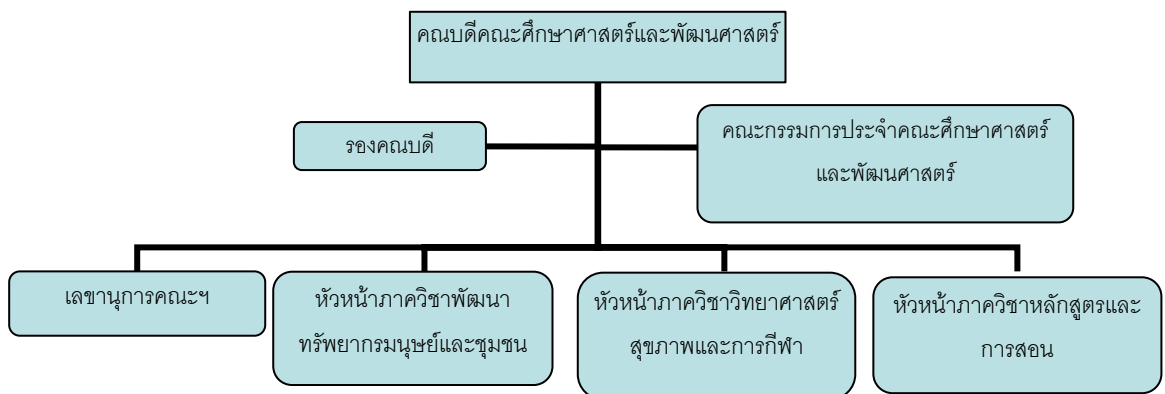 คณบดีคณะศึกษาศาสตร์และพัฒนศาสตร์
รองคณบดี
คณะกรรมการประจำคณะศึกษาศาสตร์
และพัฒนศาสตร์
เลขานุการคณะฯ
หัวหน้าภาควิชาพัฒนา
ทรัพยากรมนุษย์และชุมชน
หัวหน้าภาควิชาวิทยาศาสตร์
สุขภาพและการกีฬา
หัวหน้าภาควิชาหลักสูตรและ
การสอน